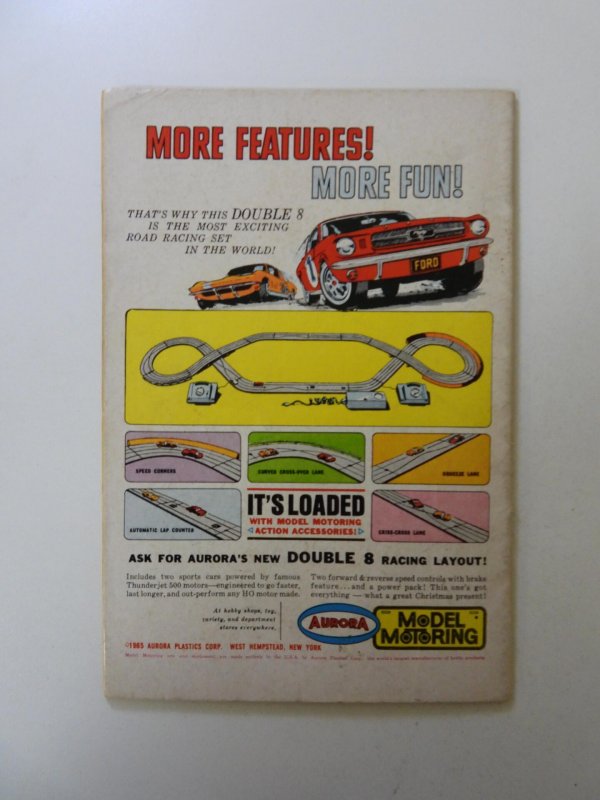 MORE FEATURES!
MORE FUN!
THAT'S WHY THIS DOUBLE 8
IS THE MOST EXCITING
ROAD RACING SET
IN THE WORLD!
FORD
SPEED CORNERS
CURVED CROSS-OVER LANE
SQUEEZE LANE
AUTOMATIC LAP COUNTER
IT'S LOADED
WITH MODEL MOTORING
ACTION ACCESSORIES!
CRISS-CROSS LANE
ASK FOR AURORA'S NEW DOUBLE 8 RACING LAYOUT!
Includes two sports cars powered by famous
Thunderjet 500 motors—engineered to go faster,
last longer, and out-perform any HO motor made.
Two forward & reverse speed controls with brake
feature...and a power pack! This one's got
everything — what a great Christmas present!
At hobby shops, toy,
variety, and department
stores everywhere.
AURORA
MODEL
MOTORING
©1965 AURORA PLASTICS CORP. WEST HEMPSTEAD, NEW YORK